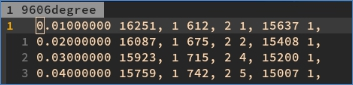 1 9606degree
1 0.01000000 16251, 1 612, 2 1, 15637 1,
1 0.02000000 16087, 1 675, 2 2, 15408 1,
2 0.03000000 15923, 1 715, 2 4, 15200 1,
3 0.04000000 15759, 1 742, 2 5, 15007 1,